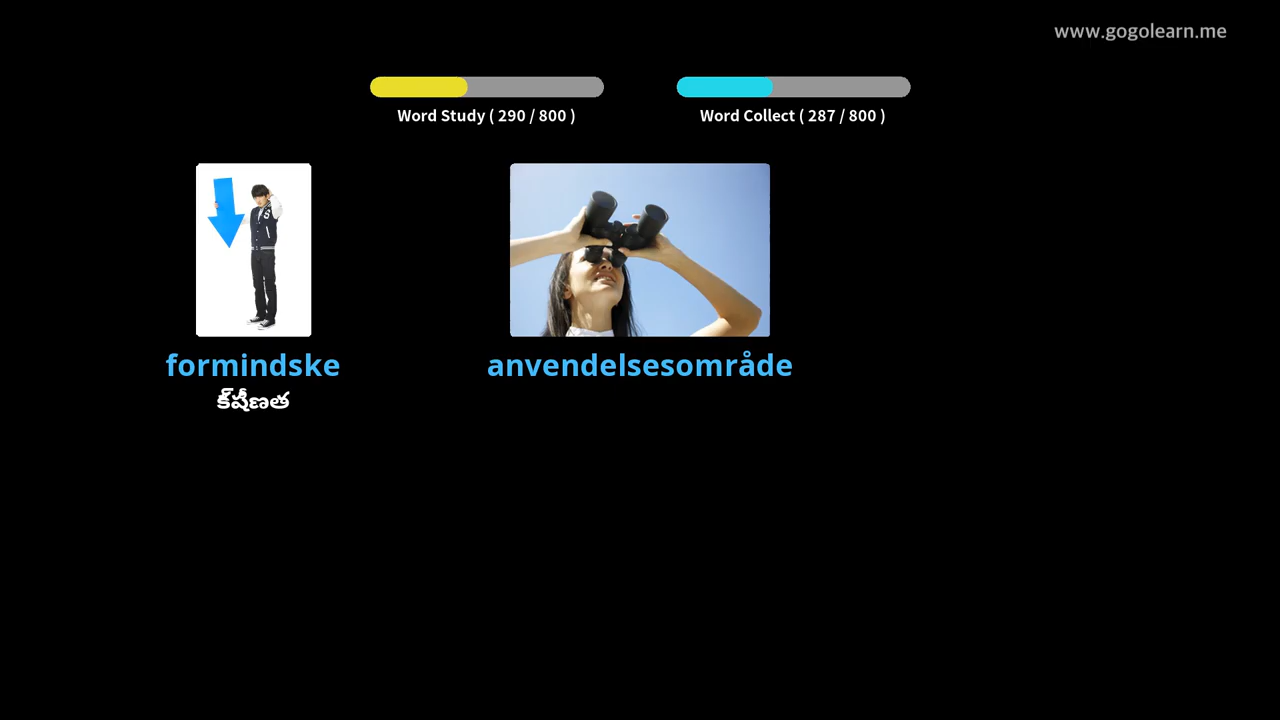 www.gogolearn.me
Word Study ( 290 / 800 )
Word Collect ( 287 / 800 )
formindske
anvendelsesområde
క్‌షీణత
S